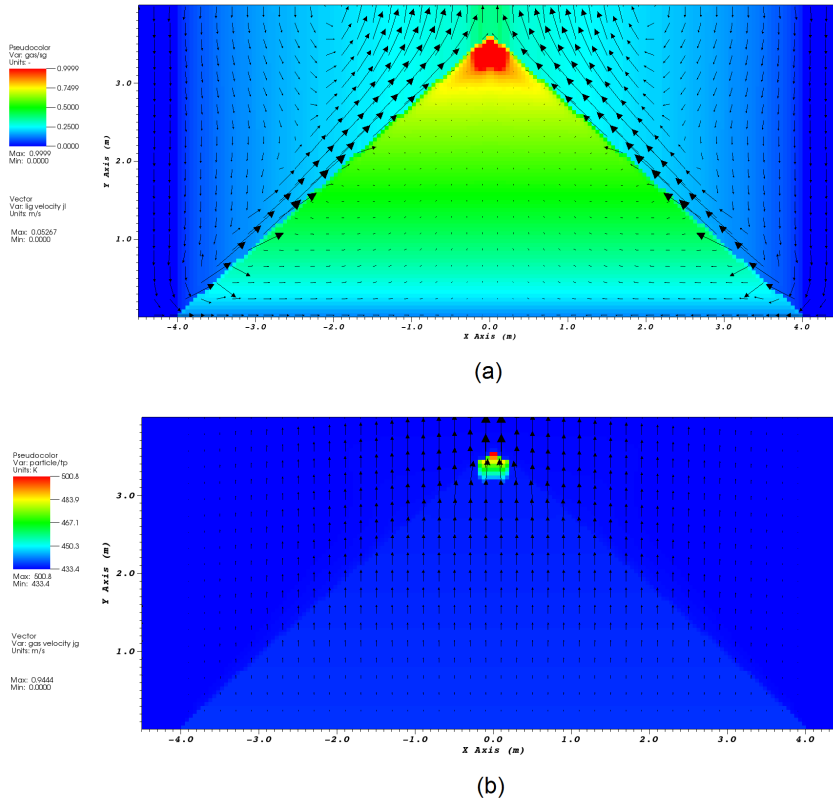 Pseudocolor
Var: gas/sg
Units: -
0.9999
0.7499
0.5000
0.2500
0.0000
Max: 0.9999
Min: 0.0000
Vector
Var: liq velocity jl
Units: m/s
Max: 0.05267
Min: 0.0000
Y Axis (m)
3.0
2.0
1.0
-4.0 -3.0 -2.0 -1.0 0.0 1.0 2.0 3.0 4.0
X Axis (m)
(a)
Pseudocolor
Var: particle/tp
Units: K
500.8
483.9
467.1
450.3
433.4
Max: 500.8
Min: 433.4
Vector
Var: gas velocity jg
Units: m/s
Max: 0.9444
Min: 0.0000
Y Axis (m)
3.0
2.0
1.0
-4.0 -3.0 -2.0 -1.0 0.0 1.0 2.0 3.0 4.0
X Axis (m)
(b)